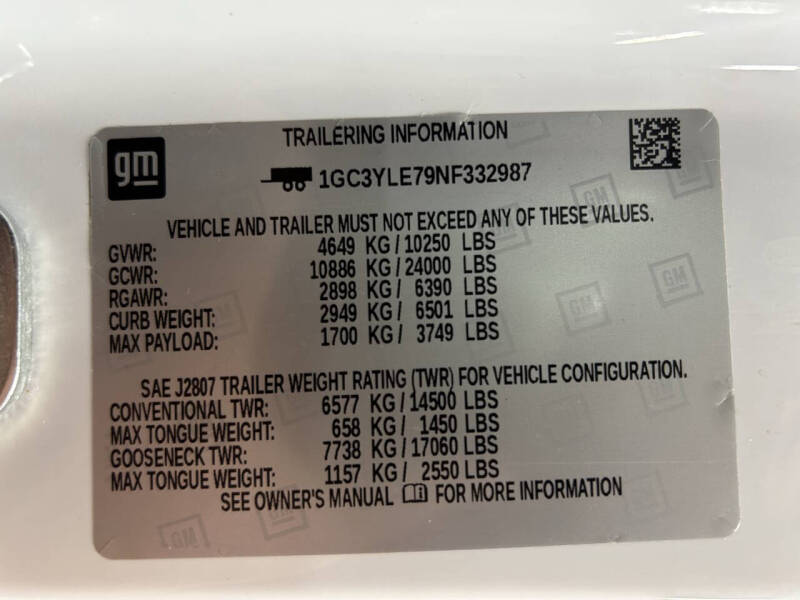 gm
TRAILERING INFORMATION
1GC3YLE79NF332987
VEHICLE AND TRAILER MUST NOT EXCEED ANY OF THESE VALUES.
GVWR: 4649 KG/10250 LBS
GCWR: 10886 KG/24000 LBS
RGAWR: 2898 KG/ 6390 LBS
CURB WEIGHT: 2949 KG/ 6501 LBS
MAX PAYLOAD: 1700 KG/ 3749 LBS
SAE J2807 TRAILER WEIGHT RATING (TWR) FOR VEHICLE CONFIGURATION.
CONVENTIONAL TWR: 6577 KG/14500 LBS
MAX TONGUE WEIGHT: 658 KG/ 1450 LBS
GOOSENECK TWR: 7738 KG/17060 LBS
MAX TONGUE WEIGHT: 1157 KG/ 2550 LBS
SEE OWNER'S MANUAL FOR MORE INFORMATION
GM
GM
GM
GM